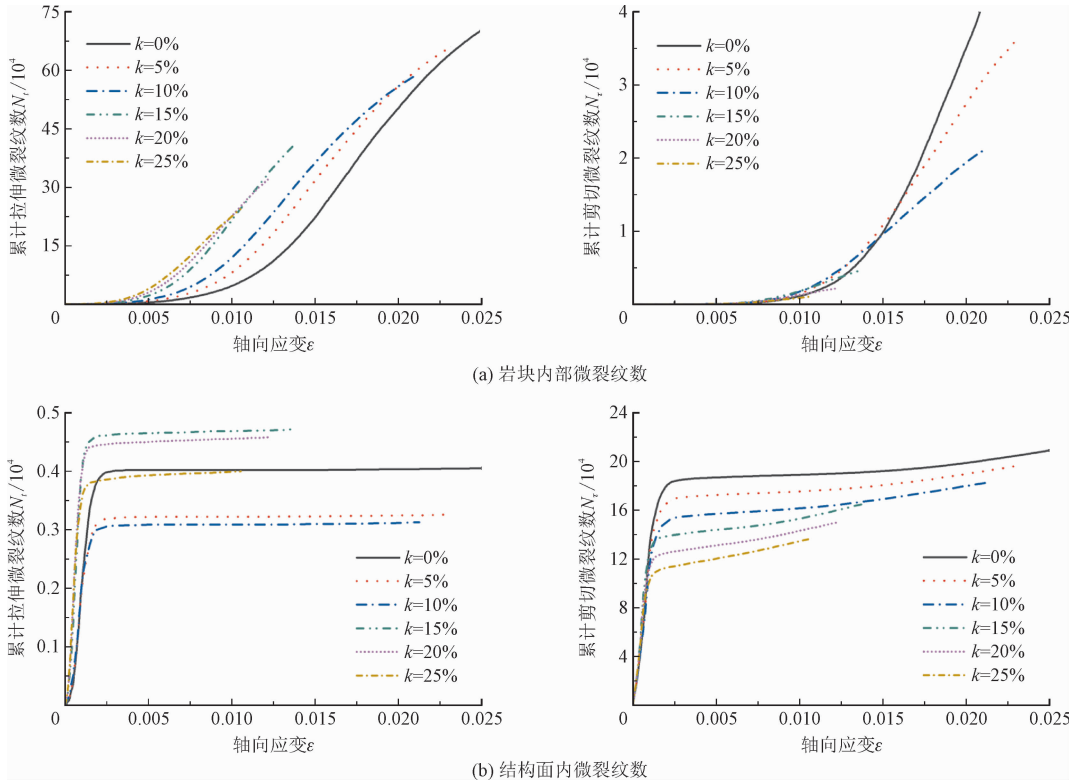 75
60
45
30
15
0
0.005
0.010
0.015
0.020
0.025
累计拉伸微裂纹数Nt/10⁴
轴向应变ε
k=0%
k=5%
k=10%
k=15%
k=20%
k=25%
4
3
2
1
0
0.005
0.010
0.015
0.020
0.025
累计剪切微裂纹数Nτ/10⁴
轴向应变ε
k=0%
k=5%
k=10%
k=15%
k=20%
k=25%
(a) 岩块内部微裂纹数
0.5
0.4
0.3
0.2
0.1
0
0.005
0.010
0.015
0.020
0.025
累计拉伸微裂纹数Nt/10⁴
轴向应变ε
k=0%
k=5%
k=10%
k=15%
k=20%
k=25%
24
20
16
12
8
4
0
0.005
0.010
0.015
0.020
0.025
累计剪切微裂纹数Nτ/10⁴
轴向应变ε
k=0%
k=5%
k=10%
k=15%
k=20%
k=25%
(b) 结构面内微裂纹数